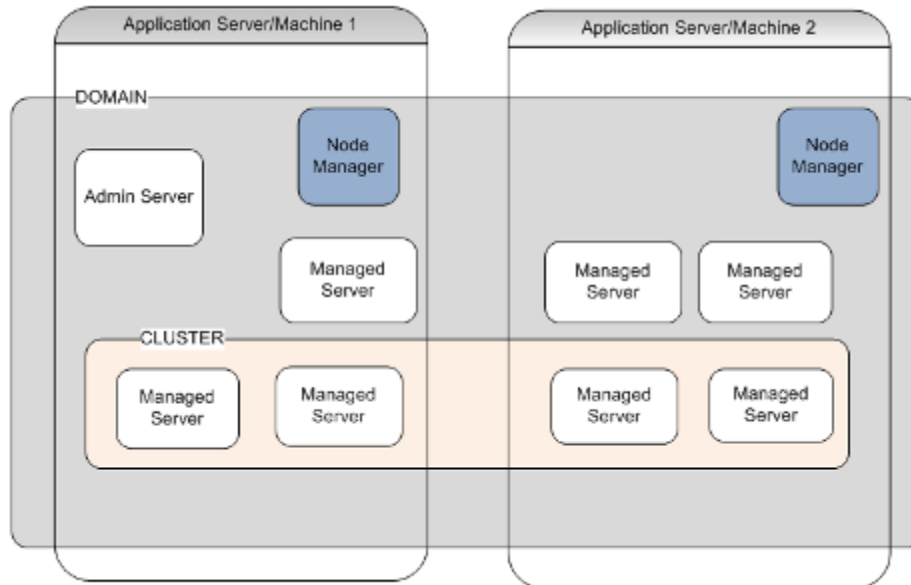 Application Server/Machine 1
Application Server/Machine 2
DOMAIN
Node
Manager
Node
Manager
Admin Server
Managed
Server
Managed
Server
Managed
Server
CLUSTER
Managed
Server
Managed
Server
Managed
Server
Managed
Server